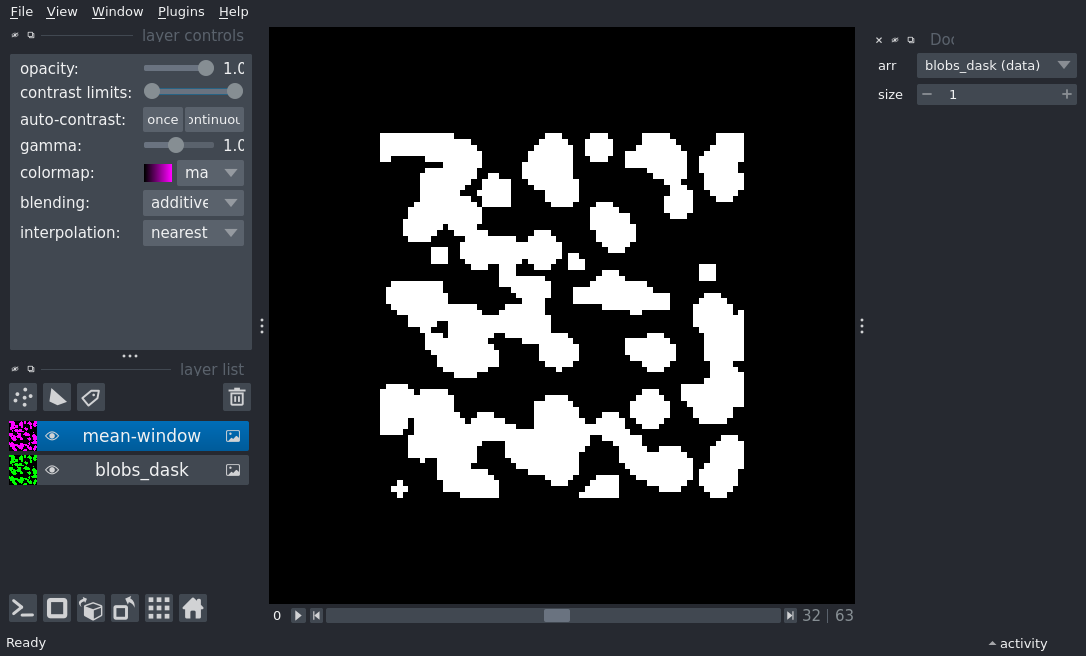 File View Window Plugins Help
layer controls
opacity: 1.0
contrast limits:
auto-contrast: once
gamma: 1.0
colormap: ma
blending: additive
interpolation: nearest
layer list
mean-window
blobs_dask
0 32 | 63
Ready
arr blobs_dask (data)
size 1
activity